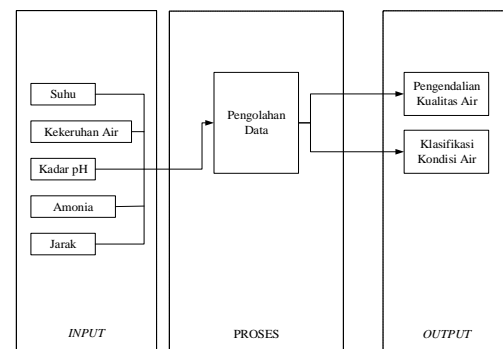 Suhu
Kekeruhan Air
Kadar pH
Amonia
Jarak
INPUT
Pengolahan
Data
PROSES
Pengendalian
Kualitas Air
Klasifikasi
Kondisi Air
OUTPUT